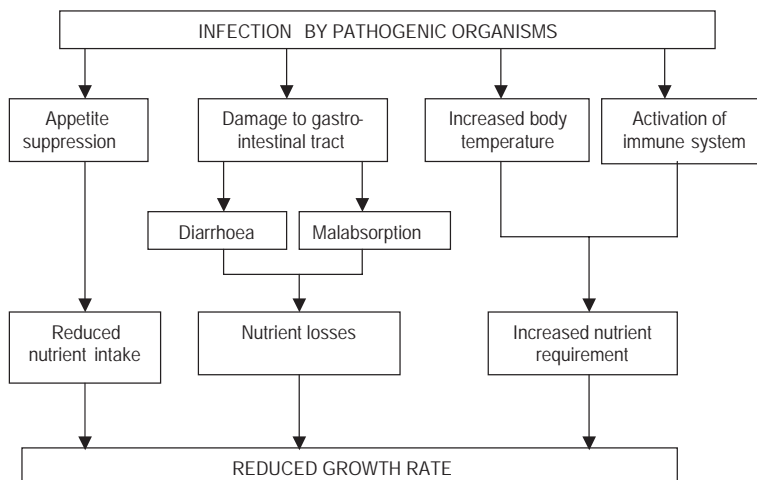 INFECTION BY PATHOGENIC ORGANISMS
Appetite
suppression
Damage to gastro-
intestinal tract
Increased body
temperature
Activation of
immune system
Diarrhoea
Malabsorption
Reduced
nutrient intake
Nutrient losses
Increased nutrient
requirement
REDUCED GROWTH RATE